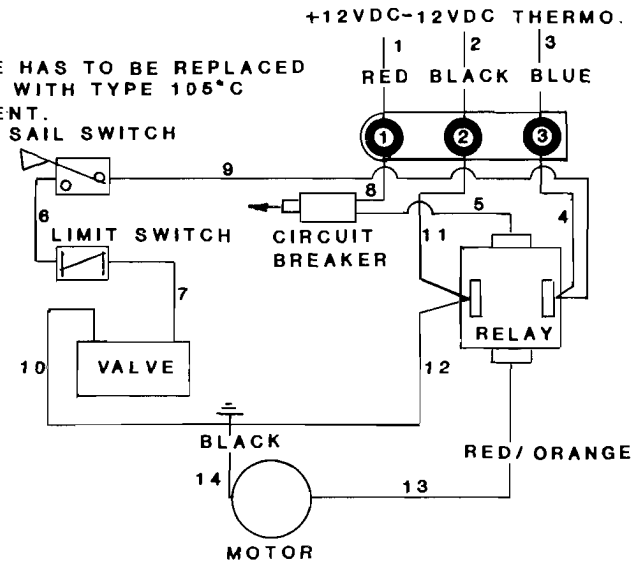 +12VDC-12VDC THERMO.
1 2 3
E HAS TO BE REPLACED
RED BLACK BLUE
WITH TYPE 105°C
ENT.
SAIL SWITCH
1 2 3
9
8
5
4
6
LIMIT SWITCH
CIRCUIT
BREAKER
11
7
RELAY
10
VALVE
12
BLACK
RED/ORANGE
14
13
MOTOR